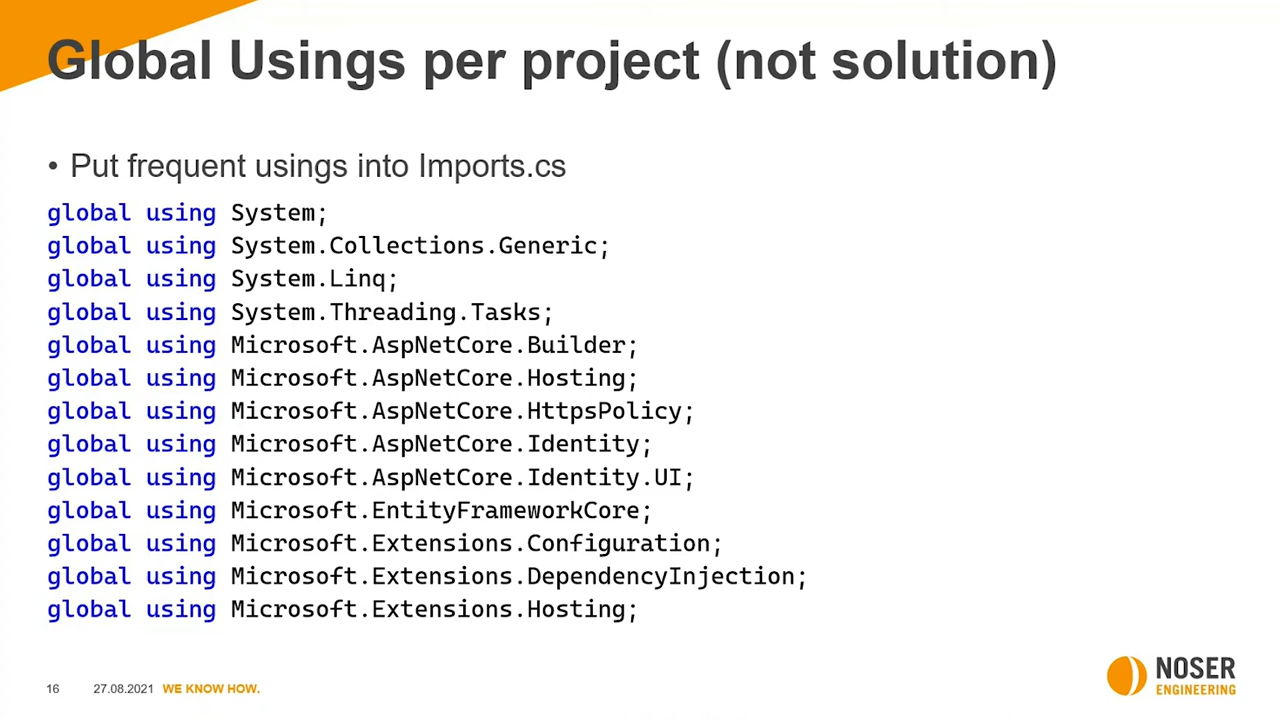 Global Usings per project (not solution)
• Put frequent usings into Imports.cs
global using System;
global using System.Collections.Generic;
global using System.Linq;
global using System.Threading.Tasks;
global using Microsoft.AspNetCore.Builder;
global using Microsoft.AspNetCore.Hosting;
global using Microsoft.AspNetCore.HttpsPolicy;
global using Microsoft.AspNetCore.Identity;
global using Microsoft.AspNetCore.Identity.UI;
global using Microsoft.EntityFrameworkCore;
global using Microsoft.Extensions.Configuration;
global using Microsoft.Extensions.DependencyInjection;
global using Microsoft.Extensions.Hosting;
16 27.08.2021 WE KNOW HOW.
NOSER
ENGINEERING